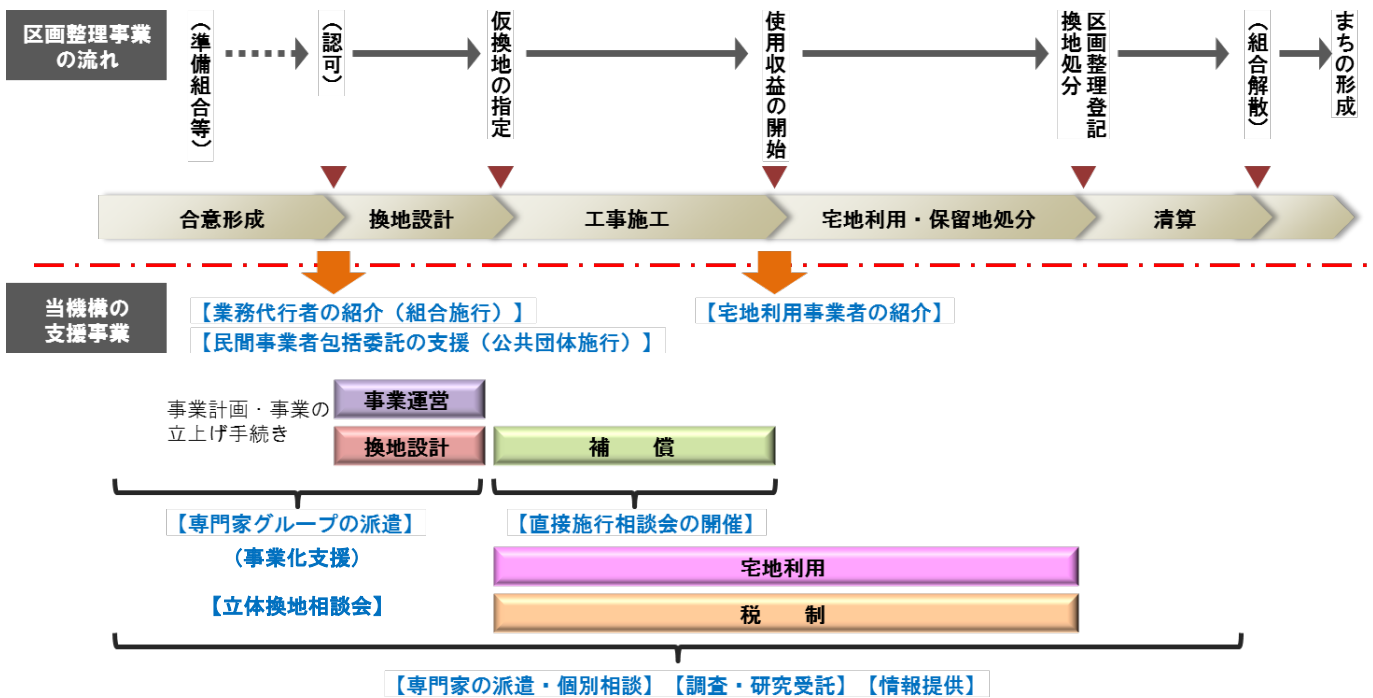 区画整理事業
の流れ
（準備組合等）
（認可）
仮換地の指定
使用収益の開始
区画整理登記
換地処分
（組合解散）
まちの形成
合意形成
換地設計
工事施工
宅地利用・保留地処分
清算
当機構の
支援事業
【業務代行者の紹介（組合施行）】
【宅地利用事業者の紹介】
【民間事業者包括委託の支援（公共団体施行）】
事業計画・事業の
立上げ手続き
事業運営
換地設計
補　償
【専門家グループの派遣】
（事業化支援）
【直接施行相談会の開催】
宅地利用
【立体換地相談会】
税　制
【専門家の派遣・個別相談】【調査・研究受託】【情報提供】